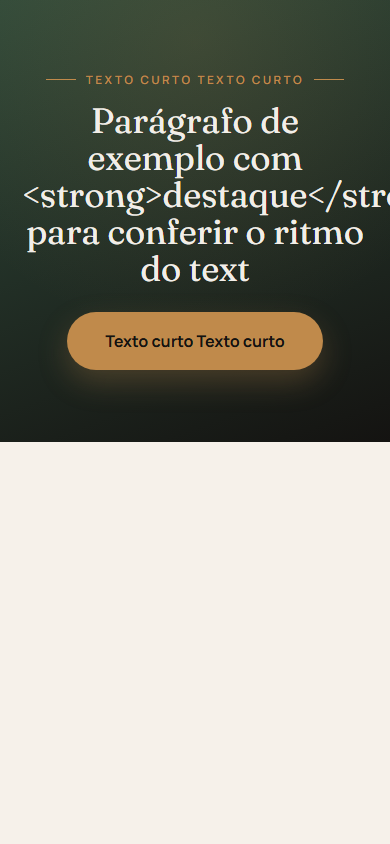 TEXTO CURTO TEXTO CURTO
Parágrafo de
exemplo com
<strong>destaque</stro
para conferir o ritmo
do text
Texto curto Texto curto